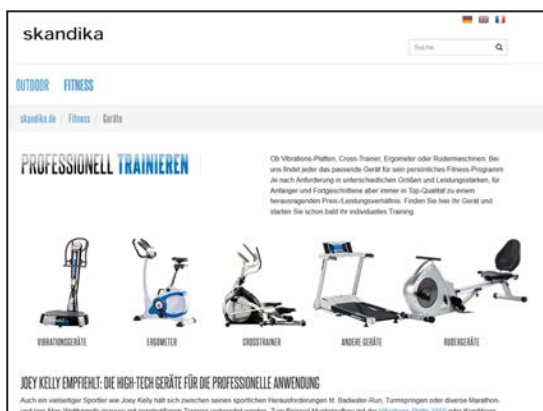 skandika
Suche.
OUTDOOR FITNESS
skandika.de / Fitness / Geräte
PROFESSIONELL TRAINIEREN
Ob Vibrations-Platten, Cross-Trainer, Ergometer oder Rudermaschinen. Bei
uns findet jeder das passende Gerät für sein persönliches Fitness-Programm.
Je nach Anforderung in unterschiedlichen Größen und Leistungsstärken, für
Anfänger und Fortgeschrittene aber immer in Top-Qualität zu einem
herausragenden Preis-/Leistungsverhältnis. Finden Sie hier Ihr Gerät und
starten Sie schon bald Ihr individuelles Training.
VIBRATIONSGERÄTE ERGOMETER CROSSTRAINER ANDERE GERÄTE RUDERGERÄTE
JOEY KELLY EMPFIEHLT: DIE HIGH-TECH GERÄTE FÜR DIE PROFESSIONELLE ANWENDUNG
Auch ein vielseitiger Sportler wie Joey Kelly hält sich zwischen seinen sportlichen Herausforderungen fit. Badwater-Run, Turmspringen oder diverse Marathon-